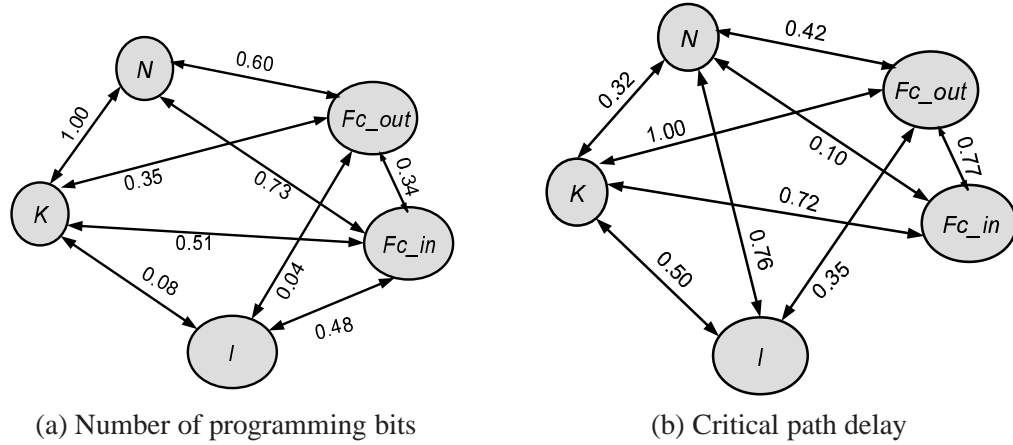 N
0.60
Fc_out
1.00
0.35
0.73
0.34
K
0.51
Fc_in
0.08
0.04
0.48
I
(a) Number of programming bits
N
0.42
Fc_out
0.32
1.00
0.10
0.77
K
0.72
Fc_in
0.50
0.76
0.35
I
(b) Critical path delay